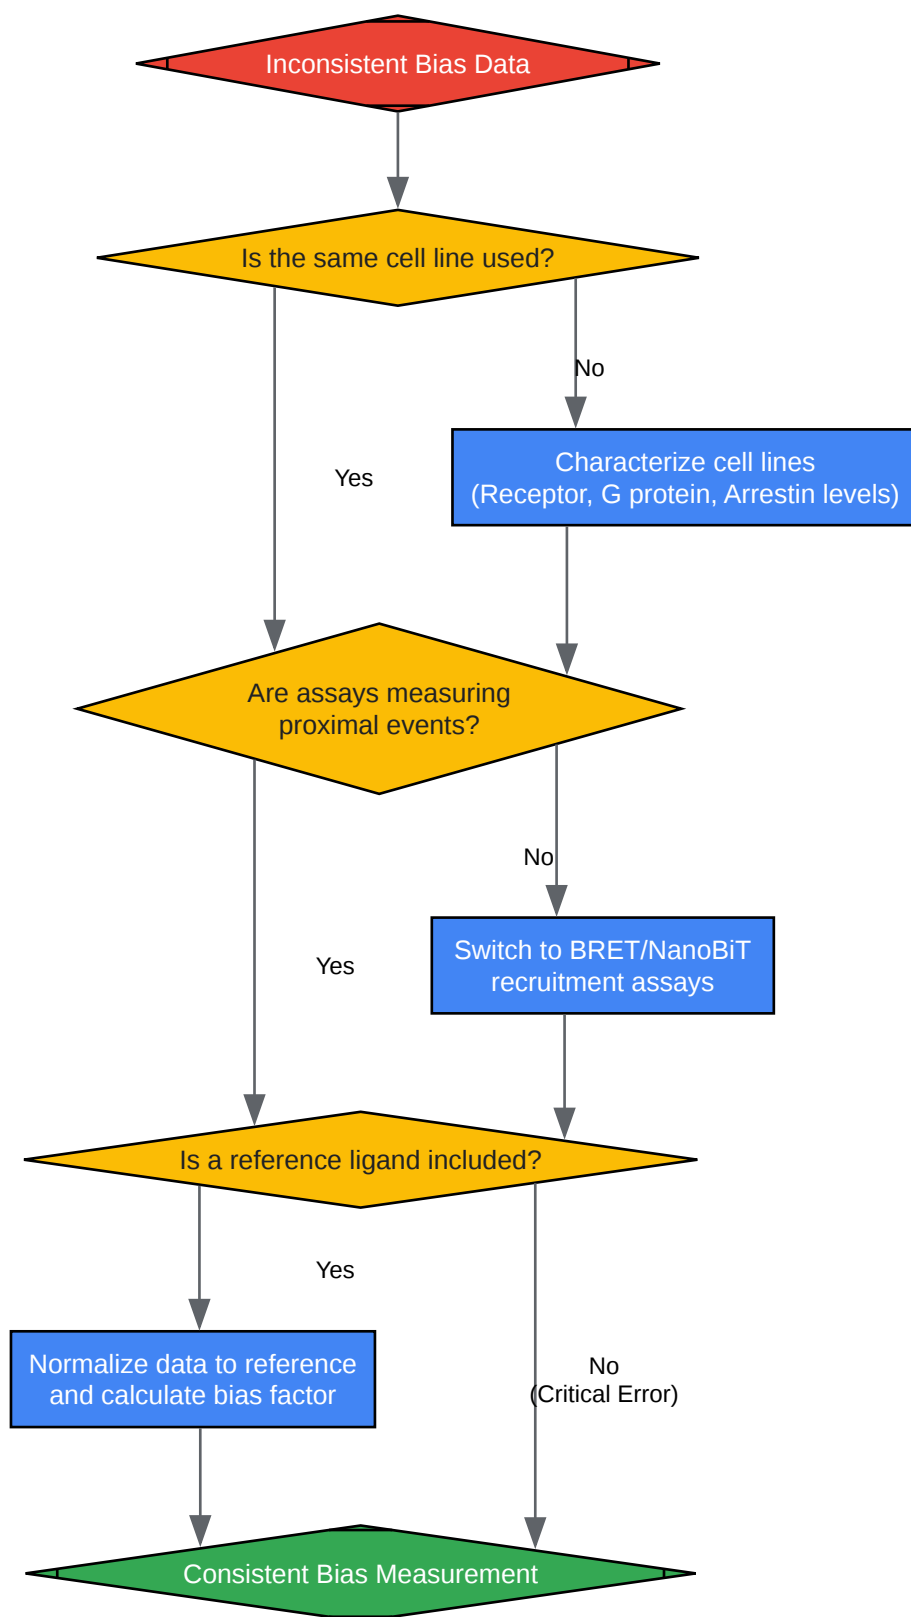 Inconsistent Bias Data
Is the same cell line used?
No
Characterize cell lines
(Receptor, G protein, Arrestin levels)
Yes
Are assays measuring
proximal events?
No
Switch to BRET/NanoBiT
recruitment assays
Yes
Is a reference ligand included?
Yes
Normalize data to reference
and calculate bias factor
No
(Critical Error)
Consistent Bias Measurement